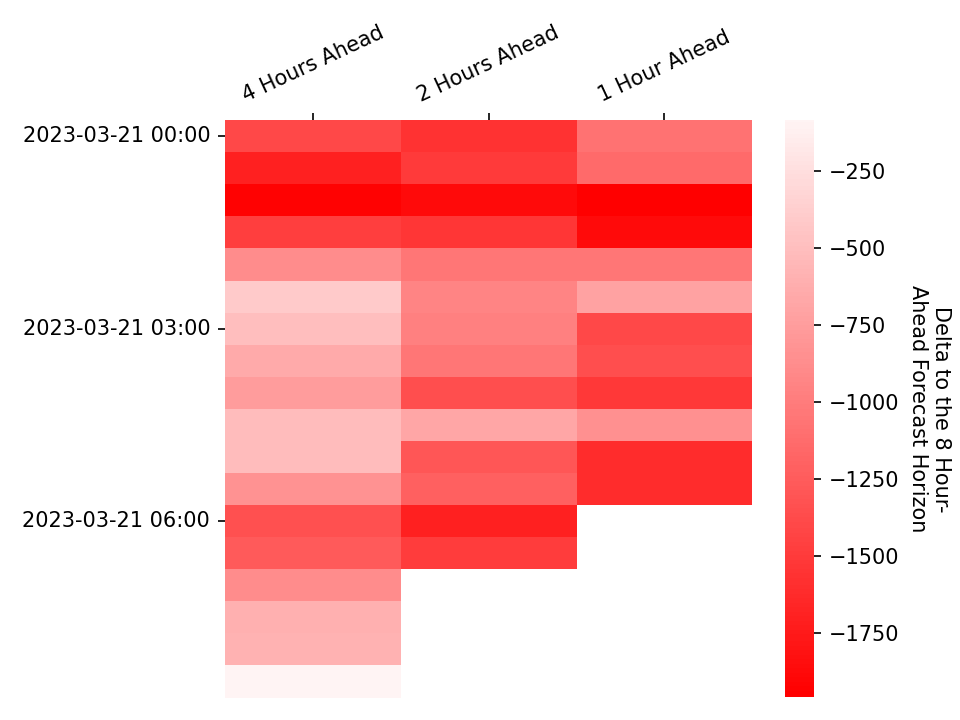 4 Hours Ahead
2 Hours Ahead
1 Hour Ahead
2023-03-21 00:00
2023-03-21 03:00
2023-03-21 06:00
−250
−500
−750
−1000
−1250
−1500
−1750
Delta to the 8 Hour-
Ahead Forecast Horizon